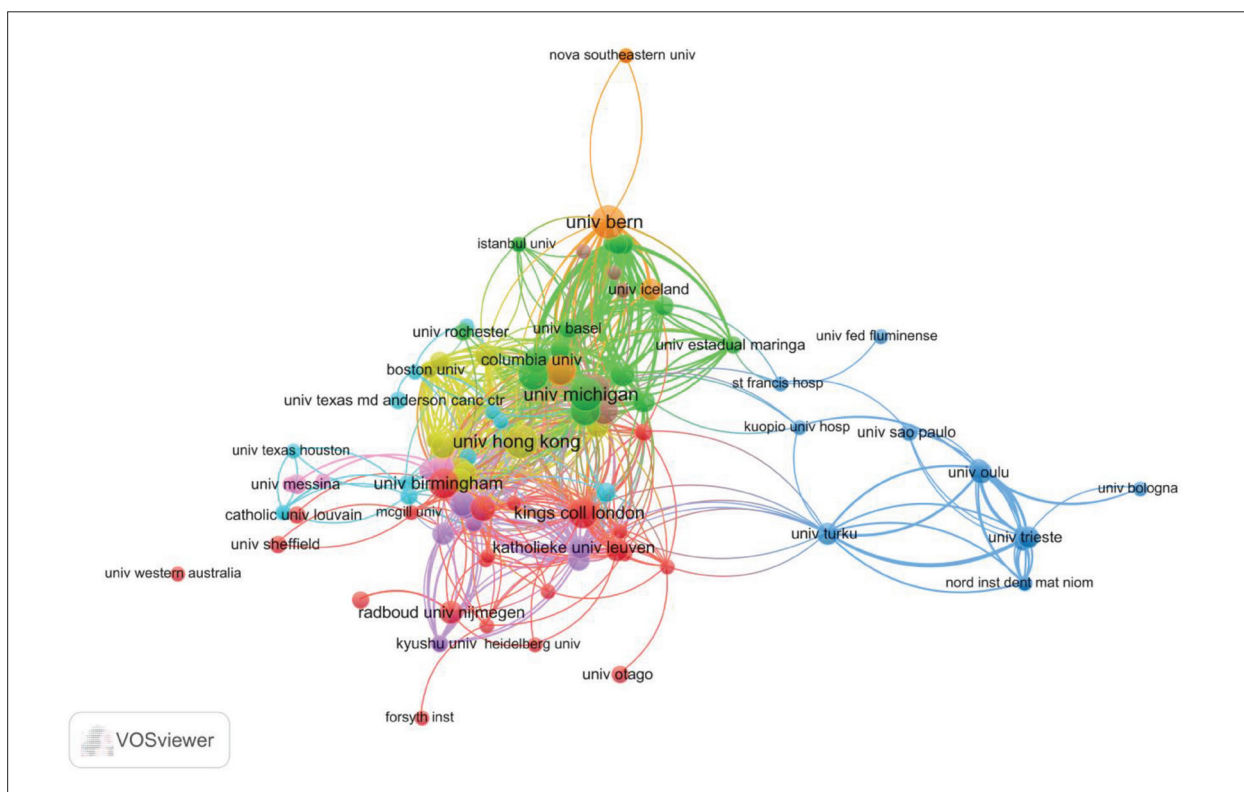 nova southeastern univ
univ bern
istanbul univ
univ iceland
univ rochester
univ basel
univ estadual maringa
univ fed fluminense
boston univ
columbia univ
st francis hosp
univ texas md anderson canc ctr
univ michigan
kuopio univ hosp
univ sao paulo
univ hong kong
univ texas houston
univ oulu
univ messina
univ birmingham
univ bologna
catholic univ louvain
mcgill univ
kings coll london
univ turku
univ trieste
univ sheffield
katholieke univ leuven
univ western australia
nord inst dent mat niom
radboud univ nijmegen
kyushu univ
heidelberg univ
univ otago
forsyth inst
VOSviewer